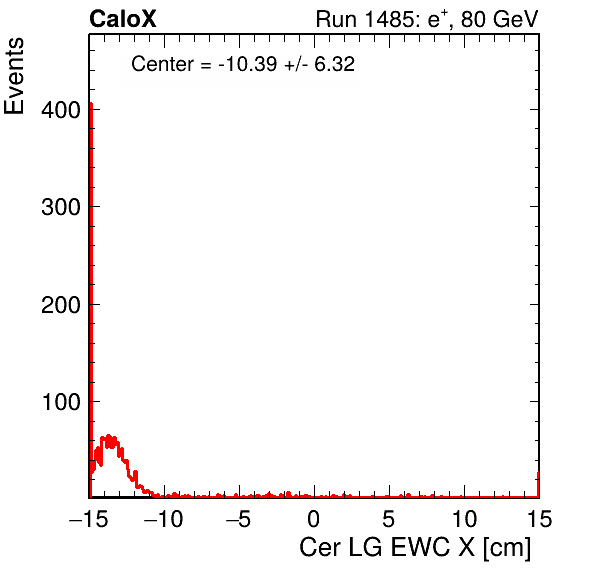 CaloX Run 1485: e⁺, 80 GeV
Center = -10.39 +/- 6.32
Events
400
300
200
100
−15 −10 −5 0 5 10 15
Cer LG EWC X [cm]